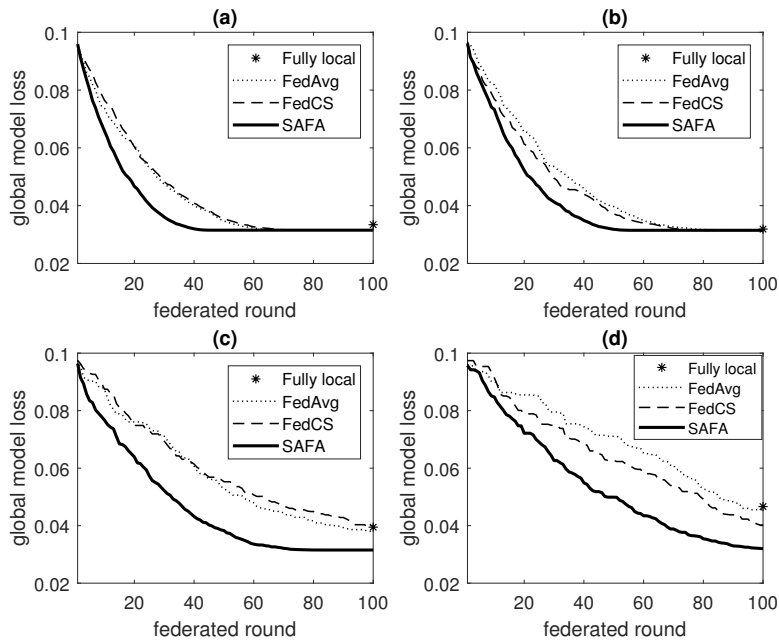 (a)
0.1
0.08
0.06
0.04
0.02
global model loss
20 40 60 80 100
federated round
Fully local
FedAvg
FedCS
SAFA
(b)
0.1
0.08
0.06
0.04
0.02
global model loss
20 40 60 80 100
federated round
Fully local
FedAvg
FedCS
SAFA
(c)
0.1
0.08
0.06
0.04
0.02
global model loss
20 40 60 80 100
federated round
Fully local
FedAvg
FedCS
SAFA
(d)
0.1
0.08
0.06
0.04
0.02
global model loss
20 40 60 80 100
federated round
Fully local
FedAvg
FedCS
SAFA